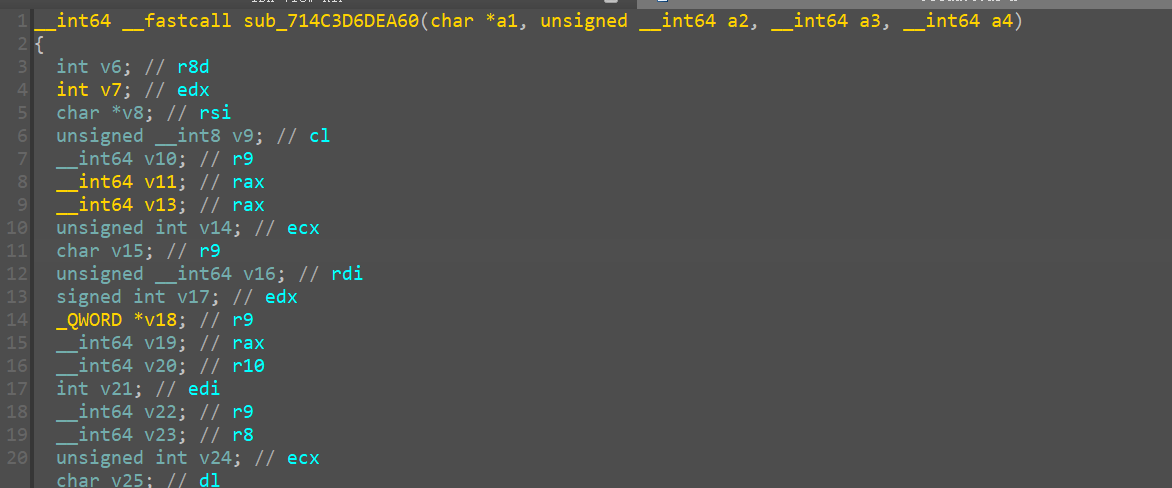 1 __int64 __fastcall sub_714C3D6DEA60(char *a1, unsigned __int64 a2, __int64 a3, __int64 a4)
2 {
3 int v6; // r8d
4 int v7; // edx
5 char *v8; // rsi
6 unsigned __int8 v9; // cl
7 __int64 v10; // r9
8 __int64 v11; // rax
9 __int64 v13; // rax
10 unsigned int v14; // ecx
11 char v15; // r9
12 unsigned __int64 v16; // rdi
13 signed int v17; // edx
14 _QWORD *v18; // r9
15 __int64 v19; // rax
16 __int64 v20; // r10
17 int v21; // edi
18 __int64 v22; // r9
19 __int64 v23; // r8
20 unsigned int v24; // ecx
char v25; // dl